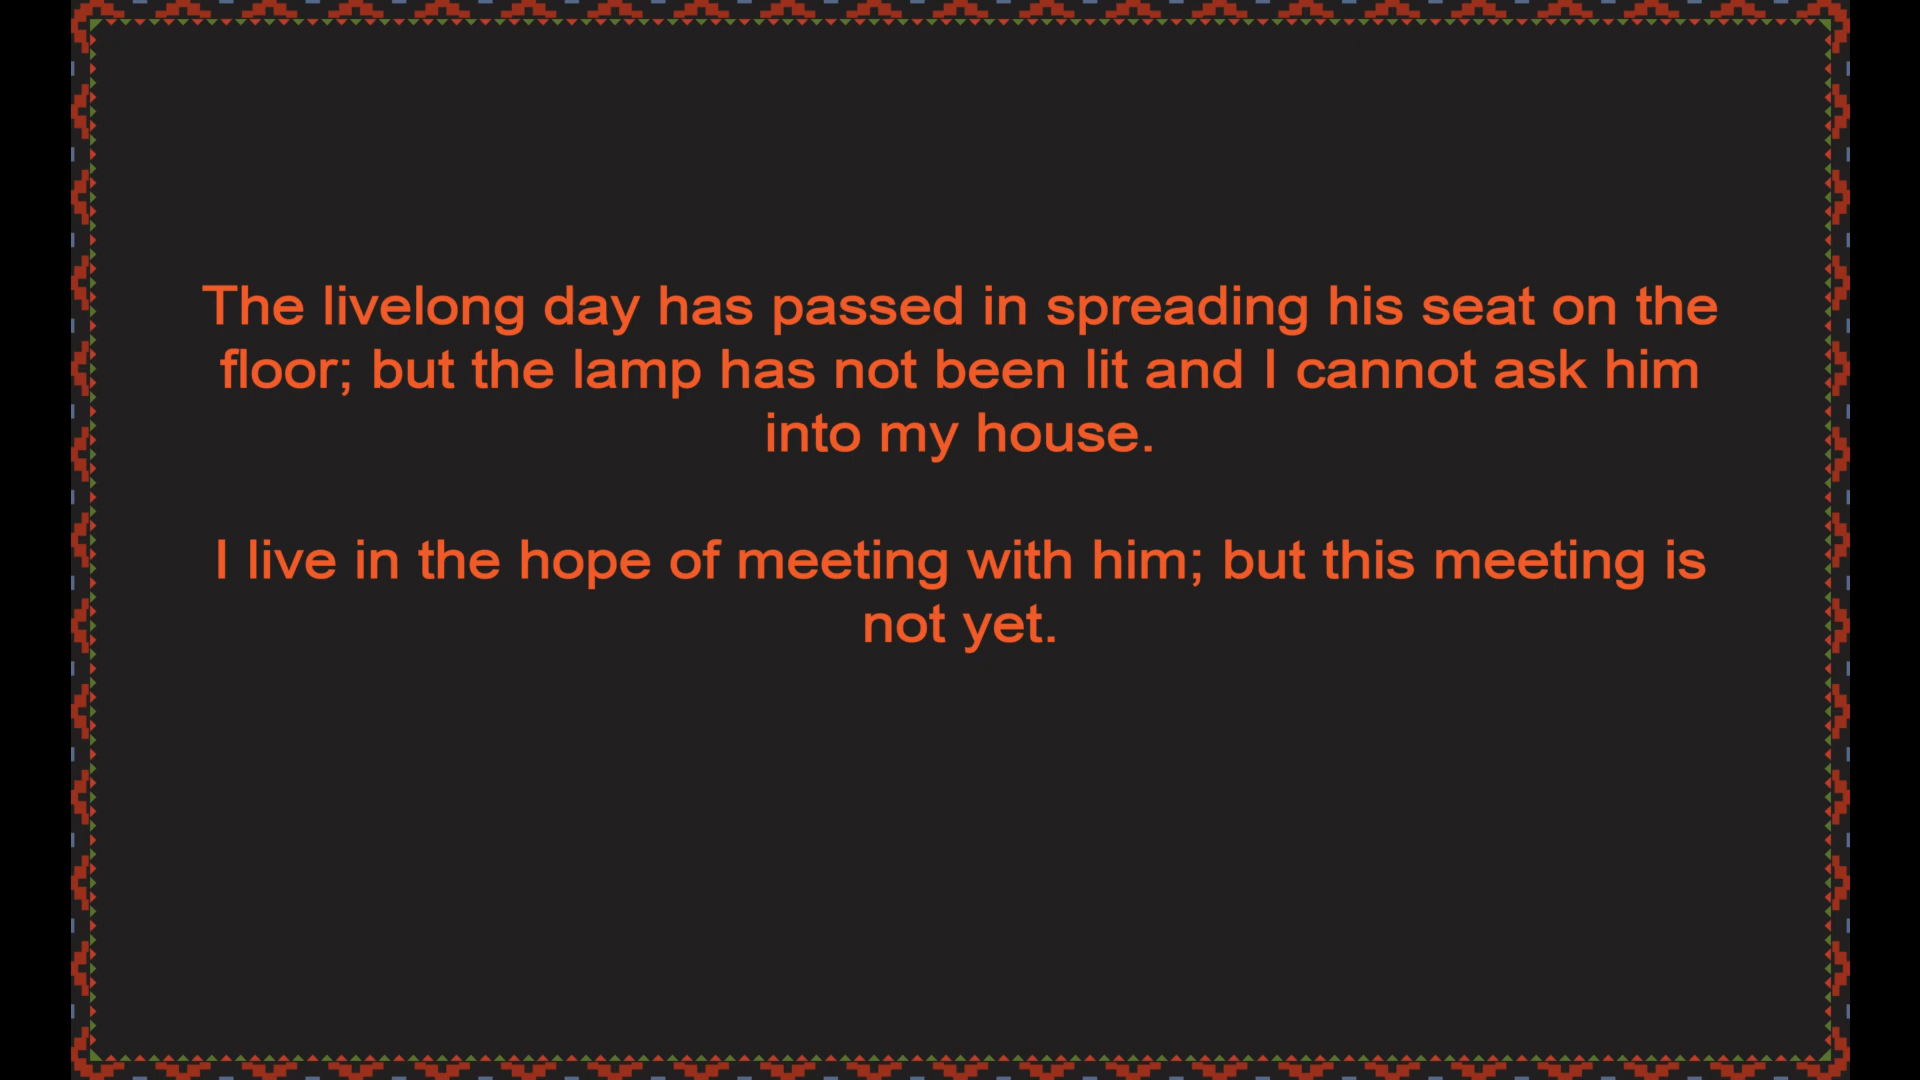 The livelong day has passed in spreading his seat on the
floor; but the lamp has not been lit and I cannot ask him
into my house.
I live in the hope of meeting with him; but this meeting is
not yet.